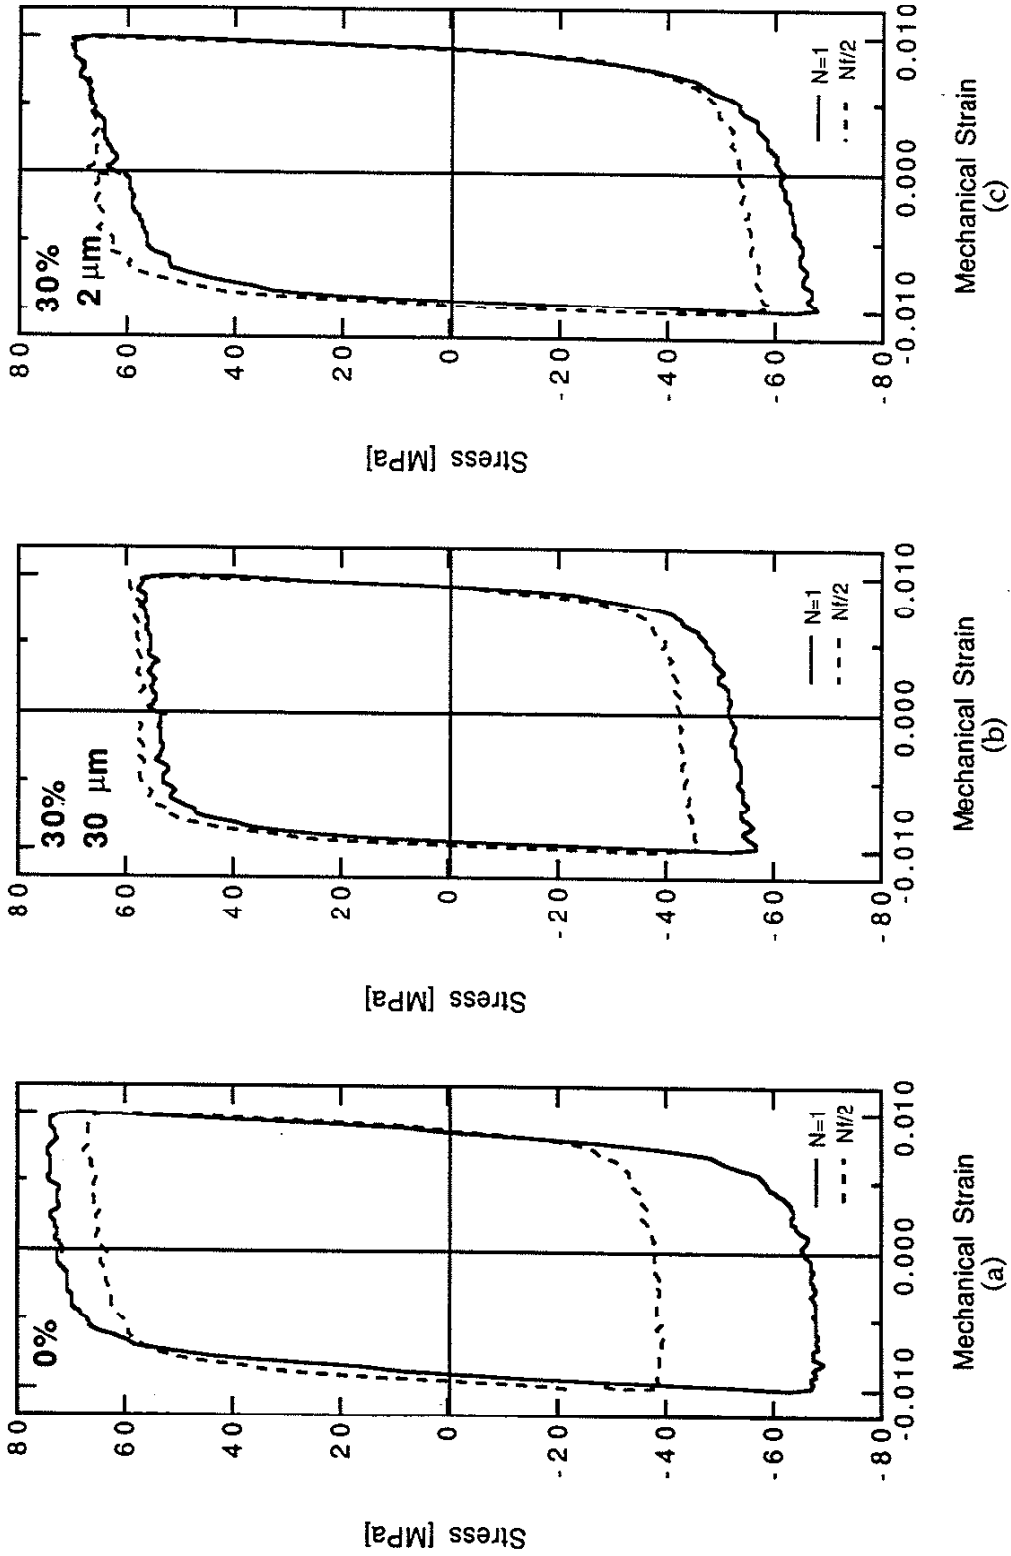 Stress [MPa]
80
60
40
20
0
-20
-40
-60
-80
0%
N=1
Nf/2
-0.010 0.000 0.010
Mechanical Strain
(a)
Stress [MPa]
80
60
40
20
0
-20
-40
-60
-80
30%
30 μm
N=1
Nf/2
-0.010 0.000 0.010
Mechanical Strain
(b)
Stress [MPa]
80
60
40
20
0
-20
-40
-60
-80
30%
2 μm
N=1
Nf/2
-0.010 0.000 0.010
Mechanical Strain
(c)